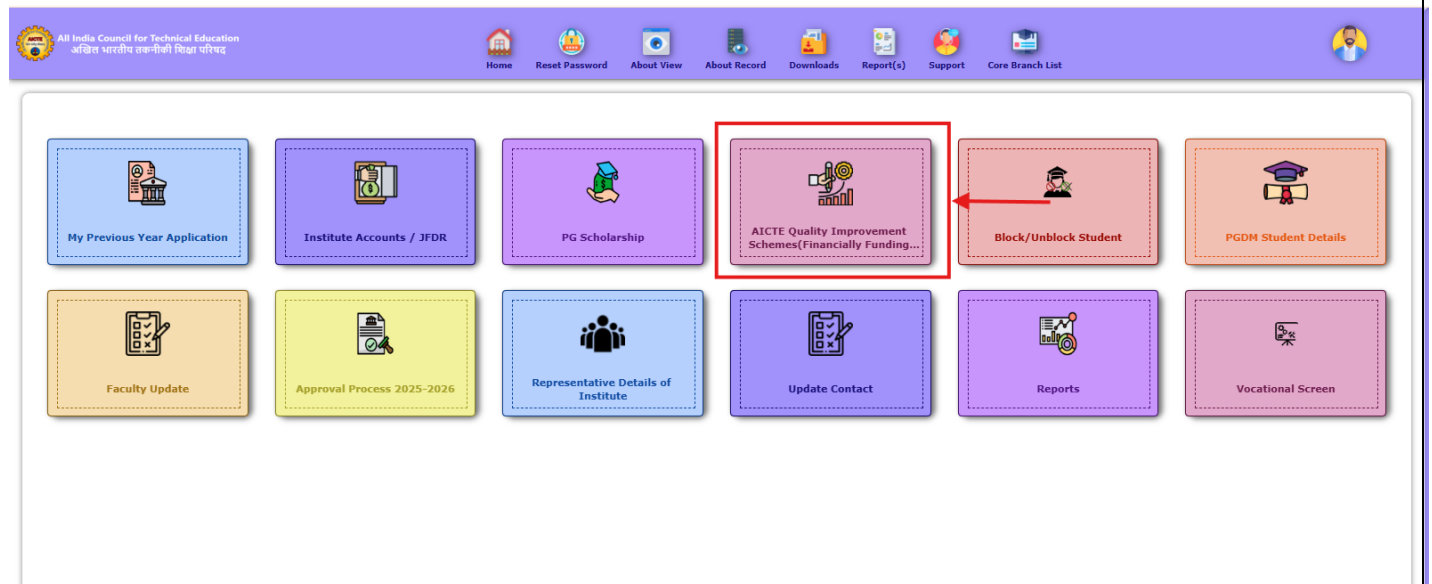 All India Council for Technical Education
अखिल भारतीय तकनीकी शिक्षा परिषद
Home
Reset Password
About View
About Record
Downloads
Report(s)
Support
Core Branch List
My Previous Year Application
Institute Accounts / JFDR
PG Scholarship
AICTE Quality Improvement
Schemes(Financially Funding...
Block/Unblock Student
PGDM Student Details
Faculty Update
Approval Process 2025-2026
Representative Details of
Institute
Update Contact
Reports
Vocational Screen